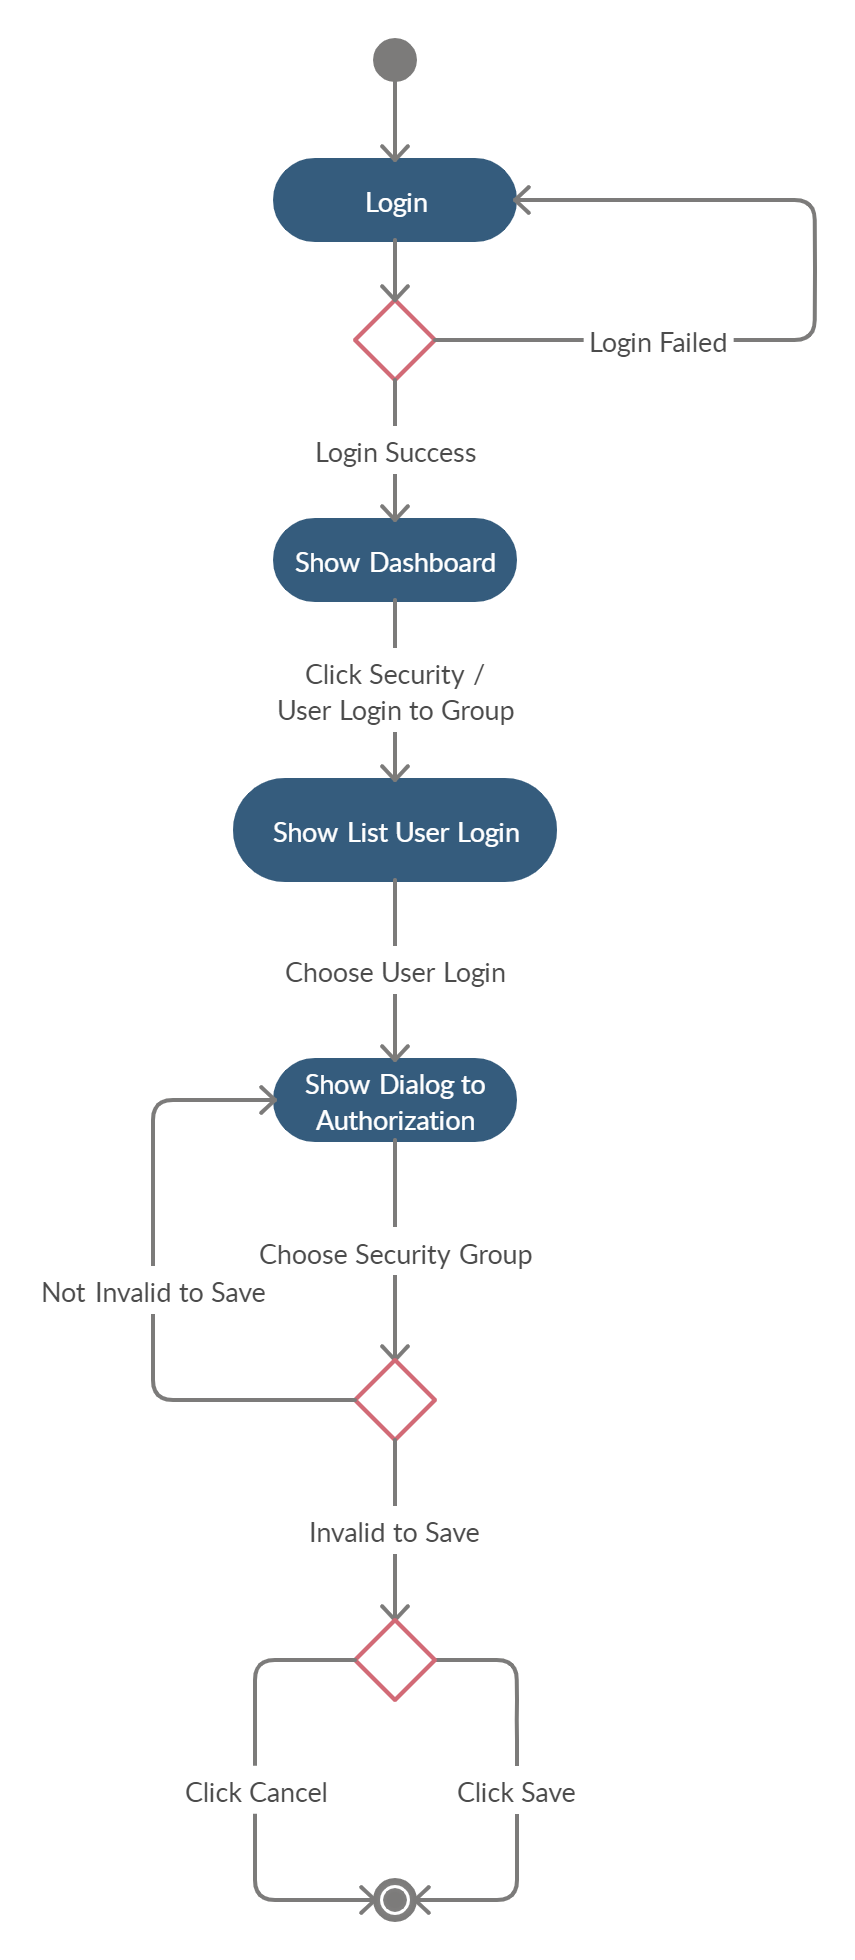 Login
Login Failed
Login Success
Show Dashboard
Click Security /
User Login to Group
Show List User Login
Choose User Login
Show Dialog to
Authorization
Choose Security Group
Not Invalid to Save
Invalid to Save
Click Cancel
Click Save